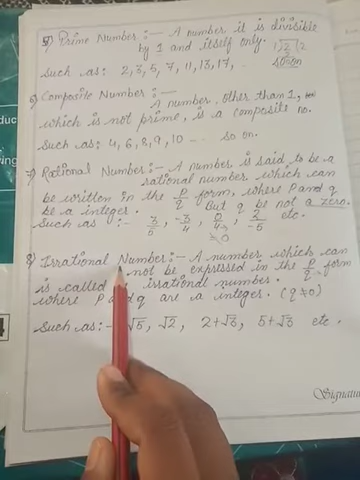 5) Prime Number :- A number it is divisible
by 1 and itself only.
such as: 2, 3, 5, 7, 11, 13, 17, . so on
6) Composite Number :-
A number, other than 1,
which is not prime, is a composite no.
such as: 4, 6, 8, 9, 10 ... so on.
7) Rational Number :- A number is said to be a
rational number which can
be written in the P/q form, where P and q
be a integer. But q be not a zero.
Such as :- 3/5, -3/4, 0/4, 2/-5 etc.
= 0
8) Irrational Number :- A number which can
not be expressed in the P/q form
is called irrational number.
where P and q are a integer. (q ≠ 0)
Such as: - √5, √2, 2+√3, 5+√3 etc.
Signatu